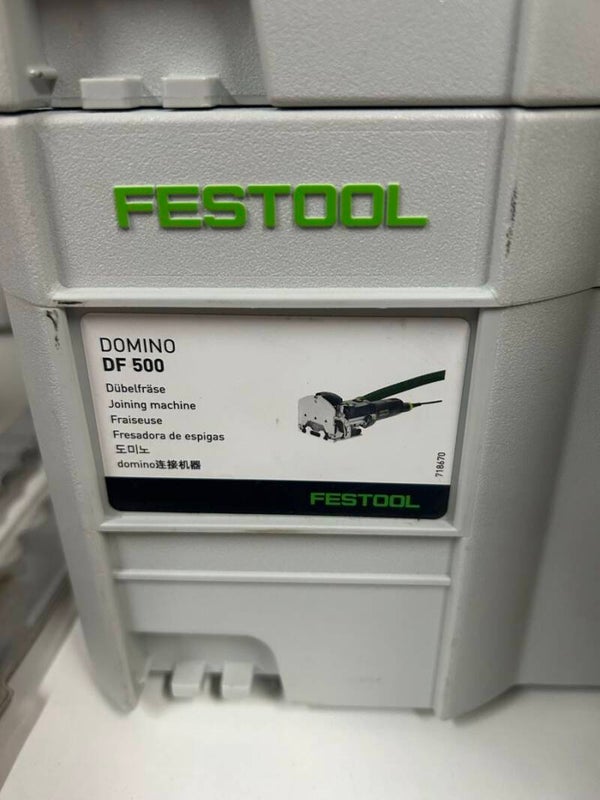 FESTOOL
DOMINO
DF 500
Dübelfräse
Joining machine
Fraiseuse
Fresadora de espigas
도미노
domino连接机器
718670
FESTOOL